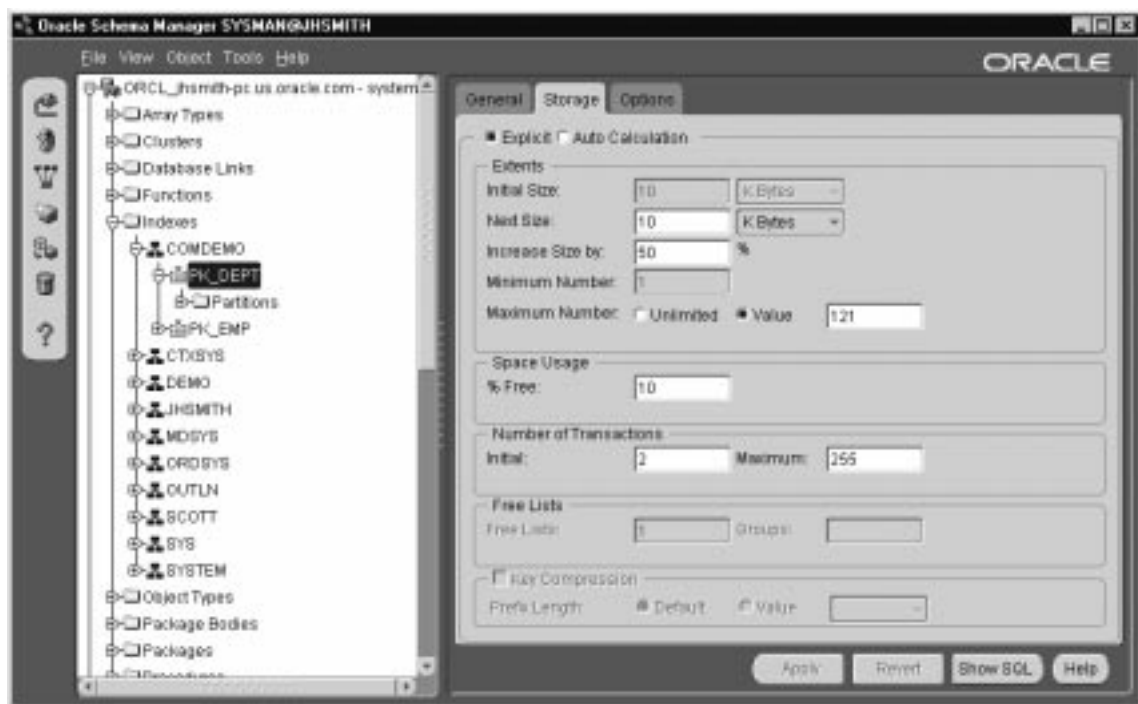 Oracle Schema Manager SYSMAN@JHSMITH
File View Object Tools Help
ORACLE
ORCL_jhsmith-pc.us.oracle.com - system
Array Types
Clusters
Database Links
Functions
Indexes
COMDEMO
PK_DEPT
Partitions
PK_EMP
CTXSYS
DEMO
JHSMITH
MDSYS
ORDSYS
OUTLN
SCOTT
SYS
SYSTEM
Object Types
Package Bodies
Packages
Procedures
?
General Storage Options
Explicit Auto Calculation
Extents
Initial Size: 10 K Bytes
Next Size: 10 K Bytes
Increase Size by: 50 %
Minimum Number: 1
Maximum Number: Unlimited Value 121
Space Usage
% Free: 10
Number of Transactions
Initial: 2 Maximum: 255
Free Lists
Free Lists: 1 Groups:
Key Compression
Prefix Length: Default Value
Apply Revert Show SQL Help